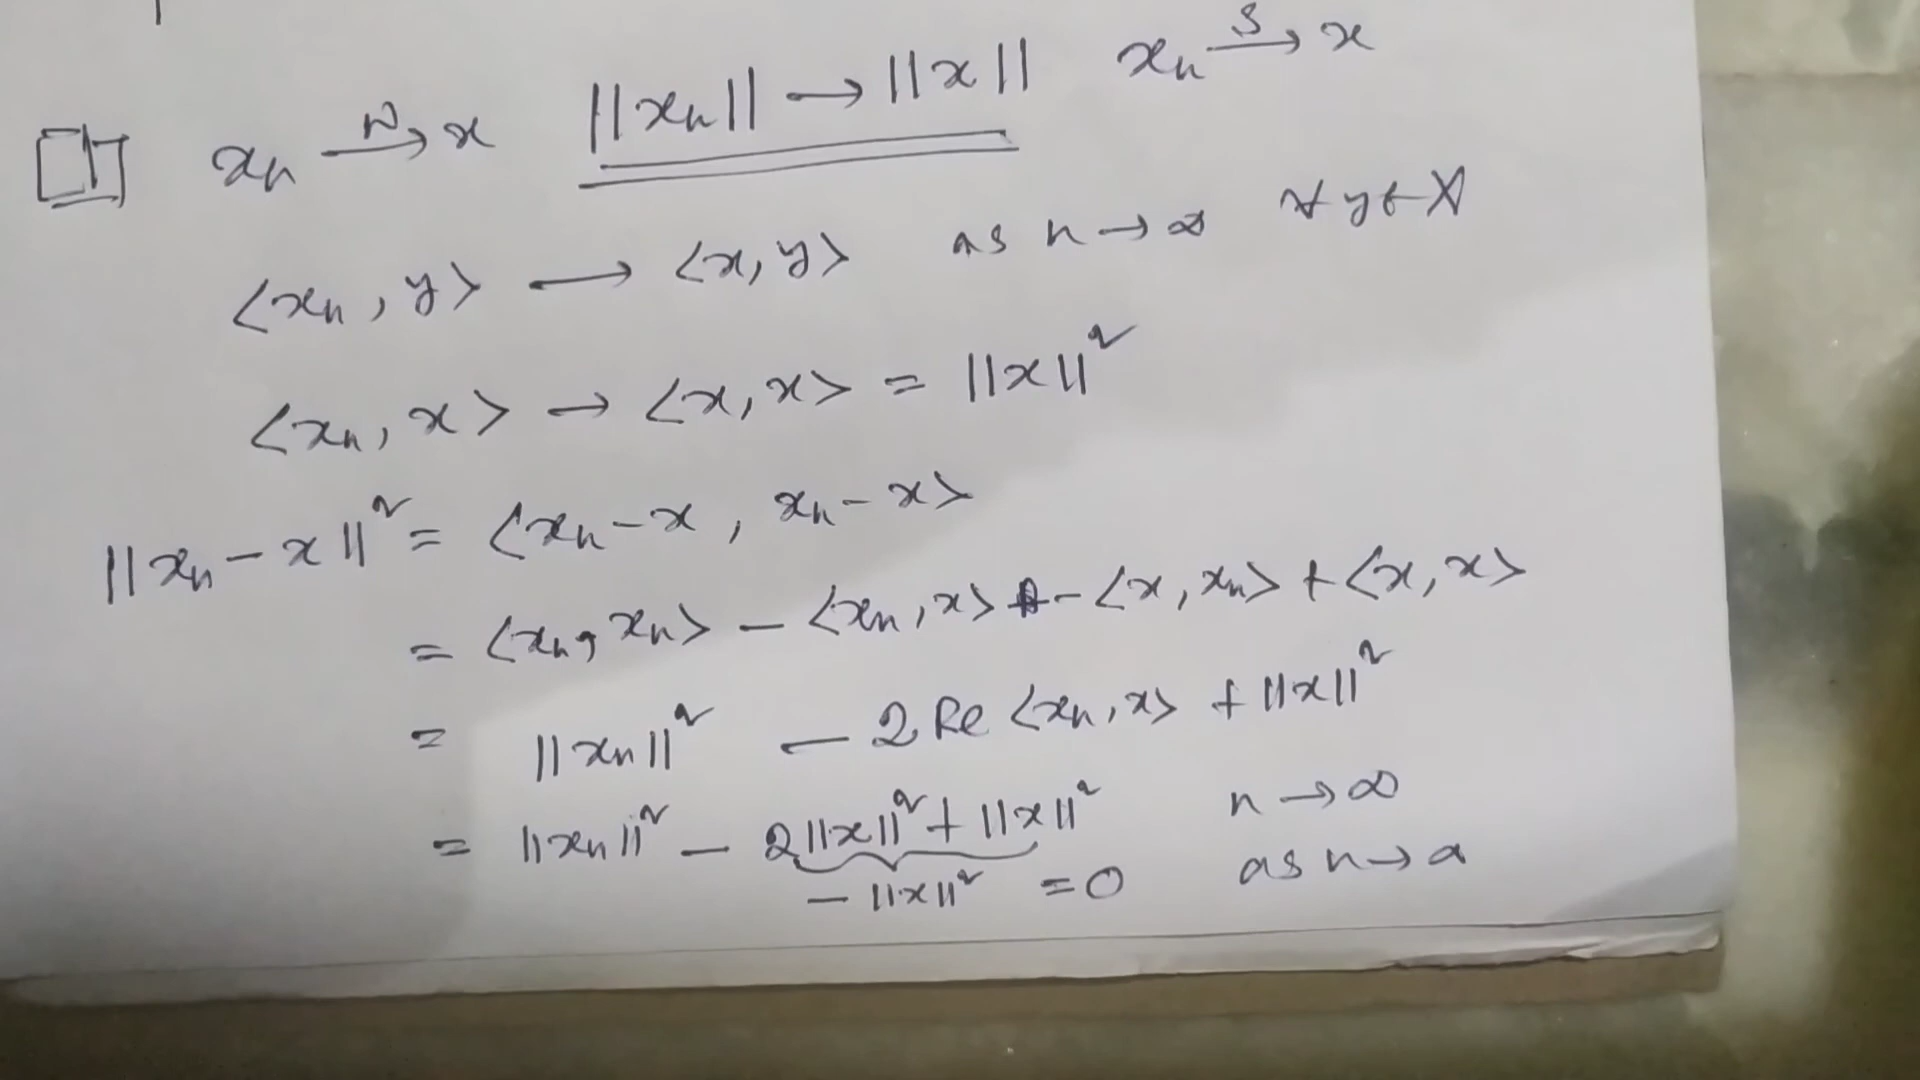 xₙ →ʷ x ||xₙ|| → ||x|| xₙ →ˢ x
<xₙ, y> → <x, y> as n → ∞ ∀ y ∈ X
<xₙ, x> → <x, x> = ||x||²
||xₙ - x||² = <xₙ - x, xₙ - x>
= <xₙ, xₙ> - <xₙ, x> - <x, xₙ> + <x, x>
= ||xₙ||² - 2 Re <xₙ, x> + ||x||²
= ||xₙ||² - 2||x||² + ||x||² n → ∞
- ||x||² = 0 as n → ∞